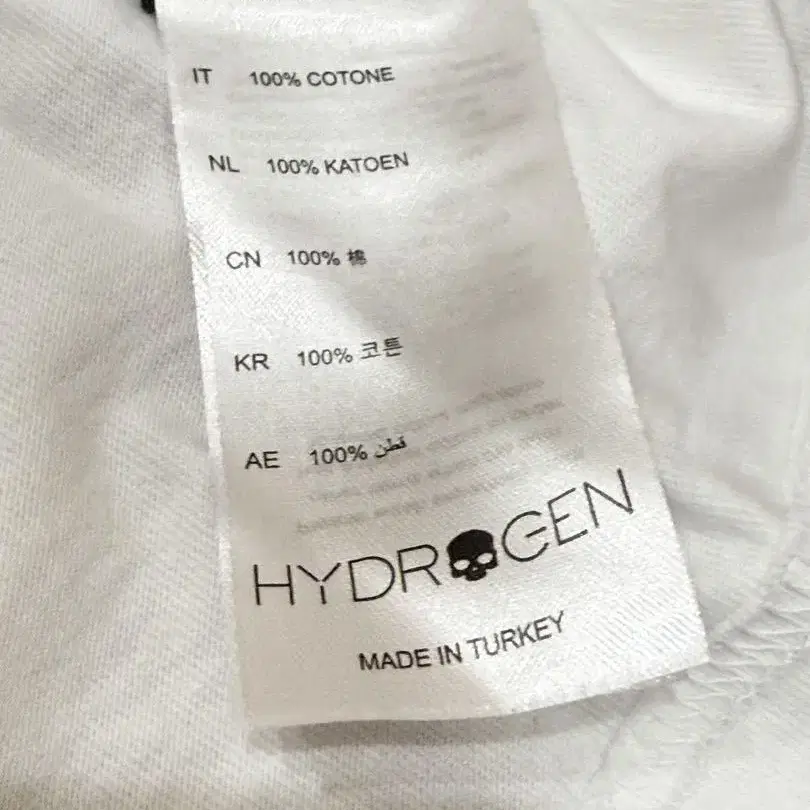 IT 100% COTONE
NL 100% KATOEN
CN 100% 棉
KR 100% 코튼
AE 100% قطن
HYDROGEN
MADE IN TURKEY